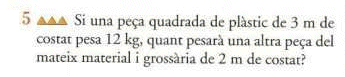 5 ▲▲▲ Si una peça quadrada de plàstic de 3 m de
costat pesa 12 kg, quant pesarà una altra peça del
mateix material i grossària de 2 m de costat?